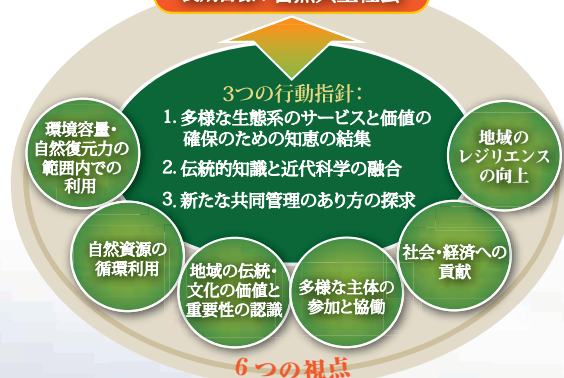 3つの行動指針:
1. 多様な生態系のサービスと価値の
確保のための知恵の結集
2. 伝統的知識と近代科学の融合
3. 新たな共同管理のあり方の探求
環境容量・
自然復元力の
範囲内での
利用
自然資源の
循環利用
地域の伝統・
文化の価値と
重要性の認識
多様な主体の
参加と協働
社会・経済への
貢献
地域の
レジリエンス
の向上
6つの視点